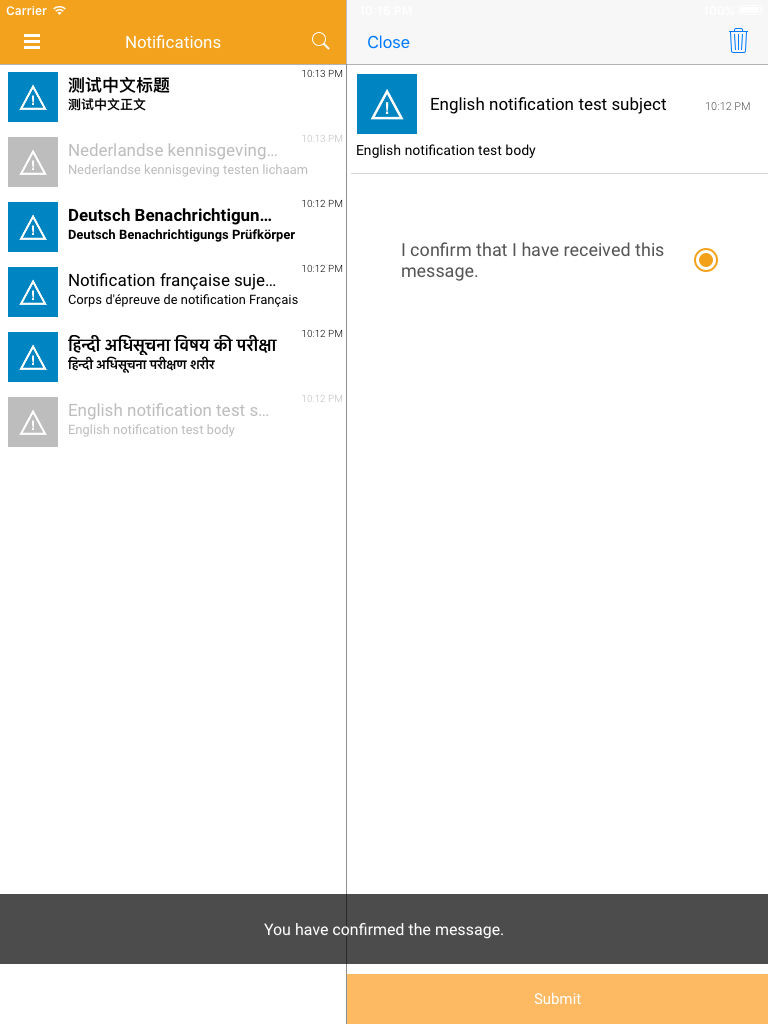 Carrier
10:16 PM
100%
Notifications
Close
测试中文标题
10:13 PM
测试中文正文
Nederlandse kennisgeving...
10:13 PM
Nederlandse kennisgeving testen lichaam
Deutsch Benachrichtigun...
10:12 PM
Deutsch Benachrichtigungs Prüfkörper
Notification française suje...
10:12 PM
Corps d'épreuve de notification Français
हिन्दी अधिसूचना विषय की परीक्षा
10:12 PM
हिन्दी अधिसूचना परीक्षण शरीर
English notification test s...
10:12 PM
English notification test body
English notification test subject
10:12 PM
English notification test body
I confirm that I have received this
message.
You have confirmed the message.
Submit